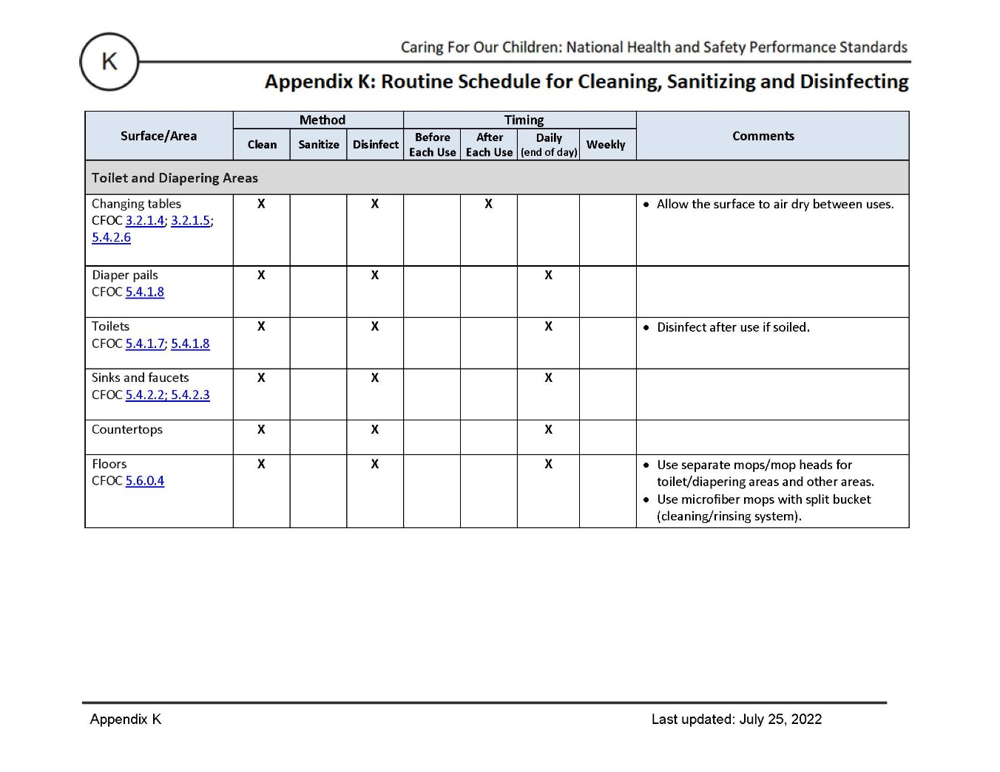 K
Caring For Our Children: National Health and Safety Performance Standards
Appendix K: Routine Schedule for Cleaning, Sanitizing and Disinfecting
Surface/Area
Method
Timing
Comments
Clean
Sanitize
Disinfect
Before
Each Use
After
Each Use
Daily
(end of day)
Weekly
Toilet and Diapering Areas
Changing tables
CFOC 3.2.1.4; 3.2.1.5;
5.4.2.6
X
X
X
• Allow the surface to air dry between uses.
Diaper pails
CFOC 5.4.1.8
X
X
X
Toilets
CFOC 5.4.1.7; 5.4.1.8
X
X
X
• Disinfect after use if soiled.
Sinks and faucets
CFOC 5.4.2.2; 5.4.2.3
X
X
X
Countertops
X
X
X
Floors
CFOC 5.6.0.4
X
X
X
• Use separate mops/mop heads for
toilet/diapering areas and other areas.
• Use microfiber mops with split bucket
(cleaning/rinsing system).
Appendix K
Last updated: July 25, 2022